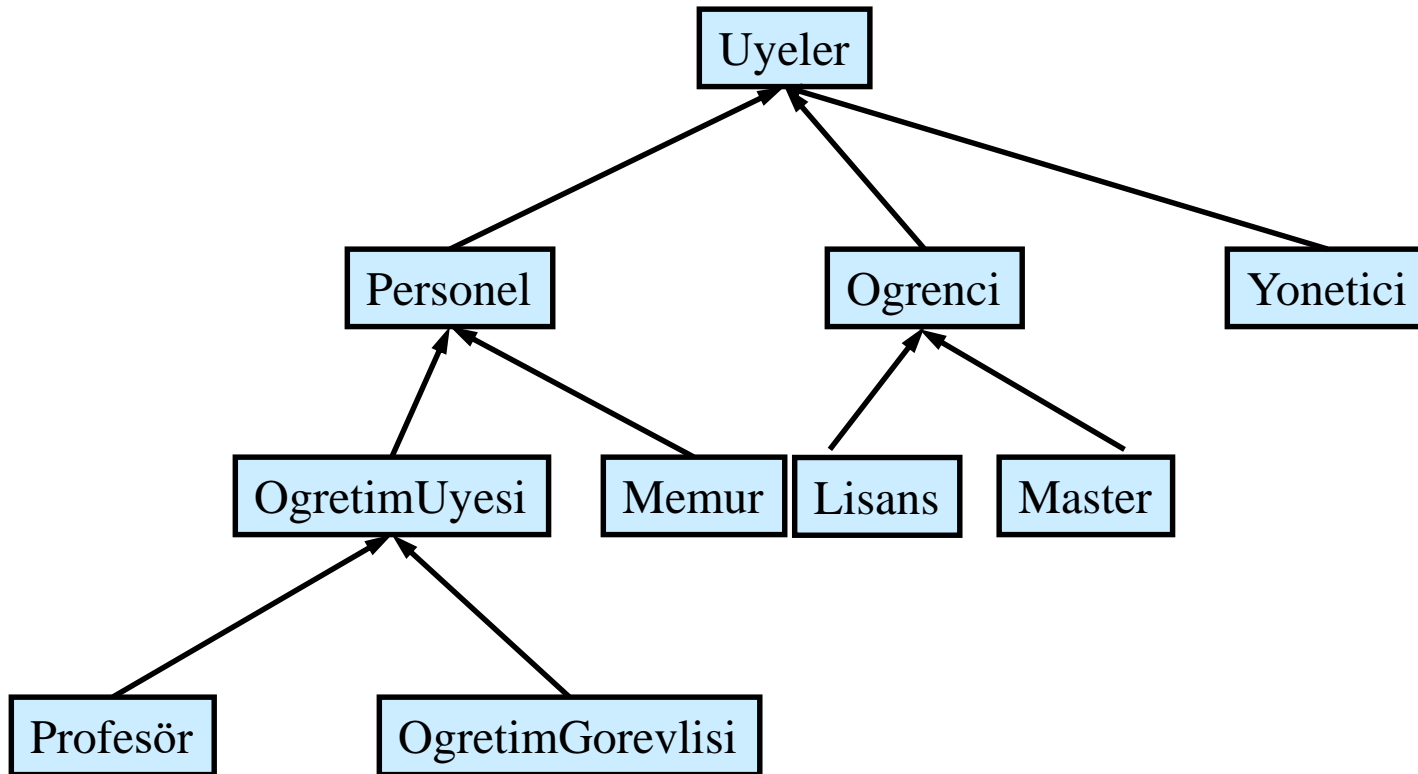 Uyeler
Personel
Ogrenci
Yonetici
OgretimUyesi
Memur
Lisans
Master
Profesör
OgretimGorevlisi